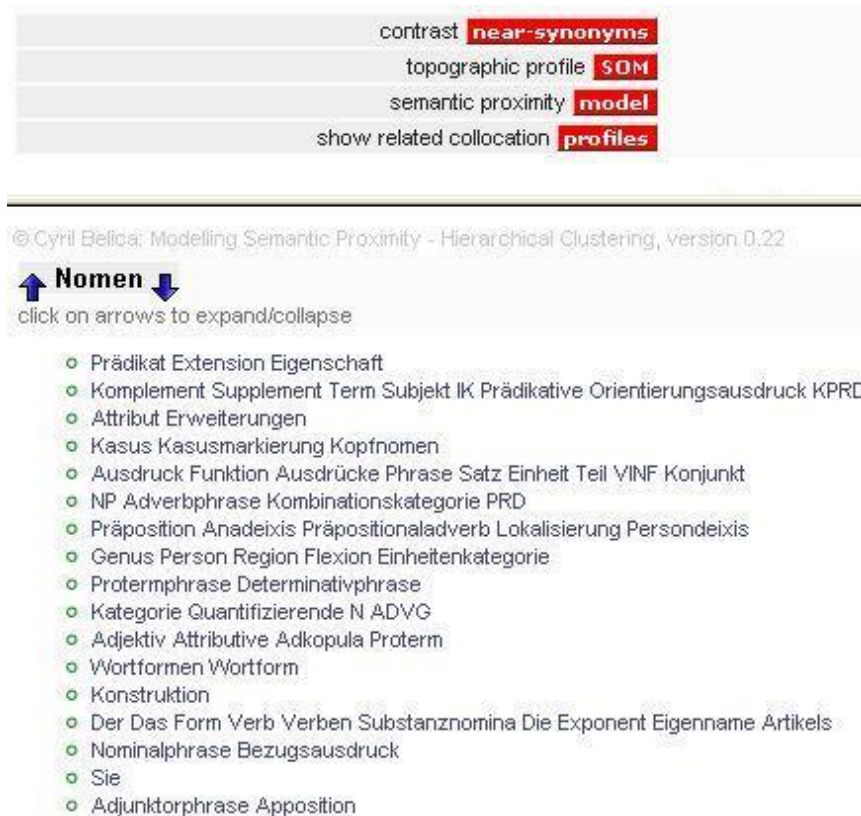 contrast near-synonyms
topographic profile SOM
semantic proximity model
show related collocation profiles
© Cyril Belica: Modelling Semantic Proximity - Hierarchical Clustering, version 0.22
Nomen
click on arrows to expand/collapse
Prädikat Extension Eigenschaft
Komplement Supplement Term Subjekt IK Prädikative Orientierungsausdruck KPRD
Attribut Erweiterungen
Kasus Kasusmarkierung Kopfnomen
Ausdruck Funktion Ausdrücke Phrase Satz Einheit Teil VINF Konjunkt
NP Adverbphrase Kombinationskategorie PRD
Präposition Anadeixis Präpositionaladverb Lokalisierung Persondeixis
Genus Person Region Flexion Einheitenkategorie
Protermphrase Determinativphrase
Kategorie Quantifizierende N ADVG
Adjektiv Attributive Adkopula Proterm
Wortformen Wortform
Konstruktion
Der Das Form Verb Verben Substanznomina Die Exponent Eigenname Artikels
Nominalphrase Bezugsausdruck
Sie
Adjunktorphrase Apposition